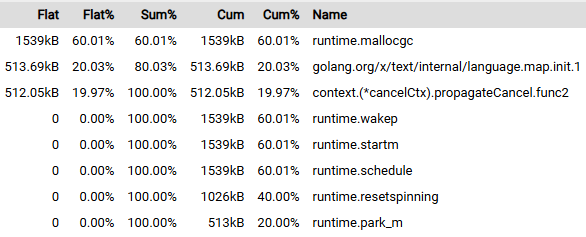 Flat Flat% Sum% Cum Cum% Name
1539kB 60.01% 60.01% 1539kB 60.01% runtime.mallocgc
513.69kB 20.03% 80.03% 513.69kB 20.03% golang.org/x/text/internal/language.map.init.1
512.05kB 19.97% 100.00% 512.05kB 19.97% context.(*cancelCtx).propagateCancel.func2
0 0.00% 100.00% 1539kB 60.01% runtime.wakep
0 0.00% 100.00% 1539kB 60.01% runtime.startm
0 0.00% 100.00% 1539kB 60.01% runtime.schedule
0 0.00% 100.00% 1026kB 40.00% runtime.resetspinning
0 0.00% 100.00% 513kB 20.00% runtime.park_m